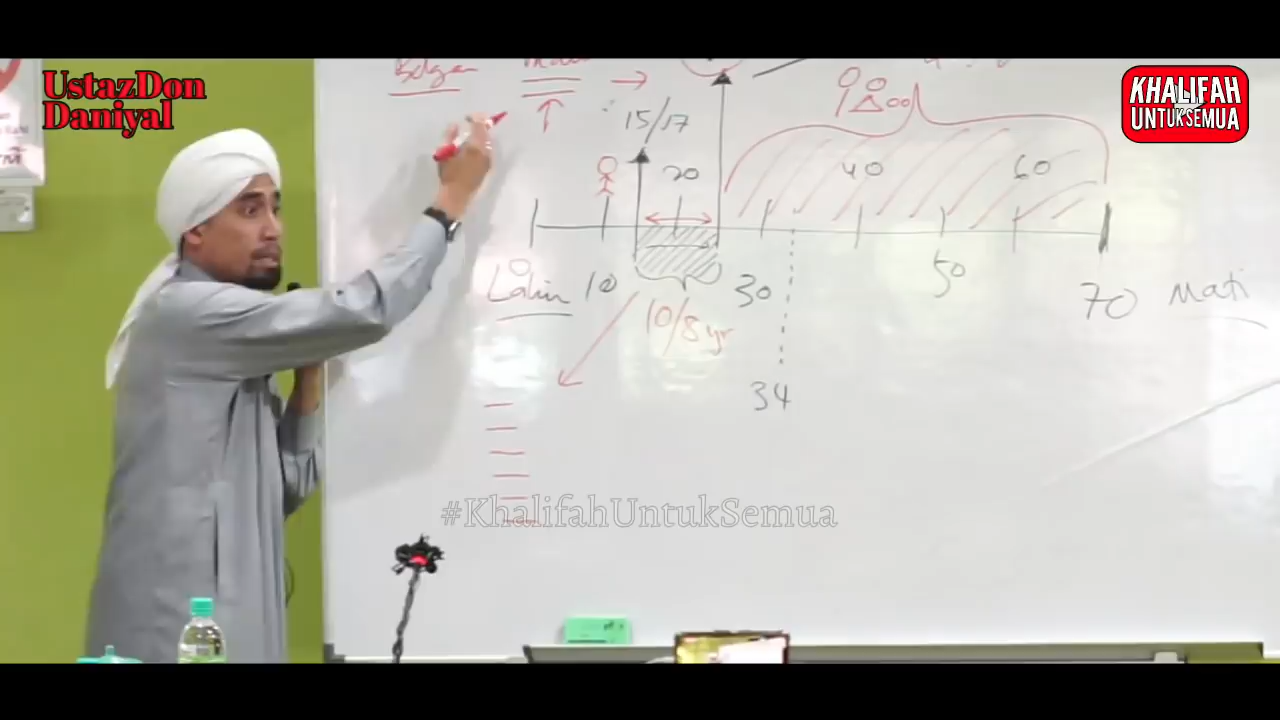 UstazDon
Daniyal
KHALIFAH
UNTUKSEMUA
15/17
20
40
60
Lahir
10
30
50
70
Mati
10/8 yr
34
#KhalifahUntukSemua